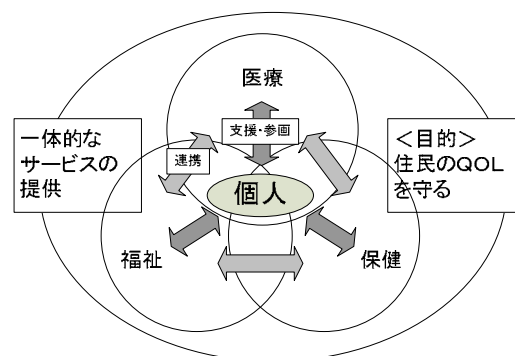 医療
支援・参画
一体的な
サービスの
提供
連携
＜目的＞
住民のQOL
を守る
個人
福祉
保健